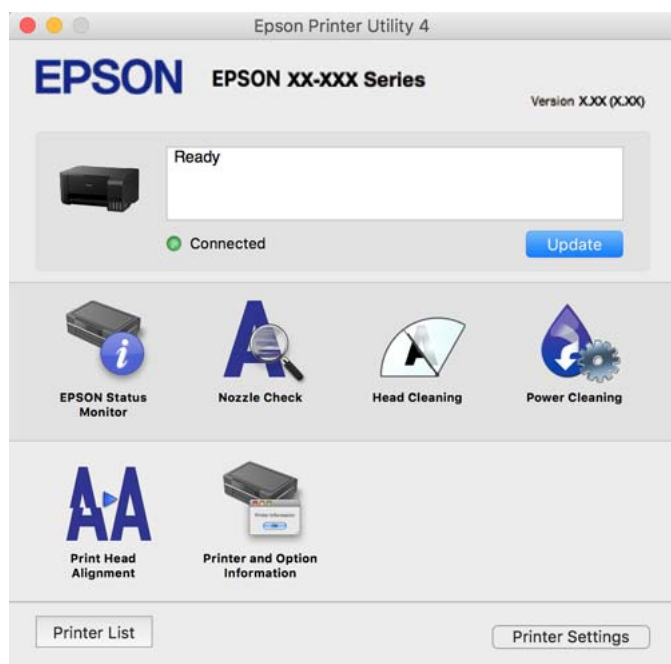 Epson Printer Utility 4
EPSON
EPSON XX-XXX Series
Version X.XX (X.XX)
Ready
Connected
Update
EPSON Status
Monitor
Nozzle Check
Head Cleaning
Power Cleaning
Print Head
Alignment
Printer and Option
Information
Printer List
Printer Settings